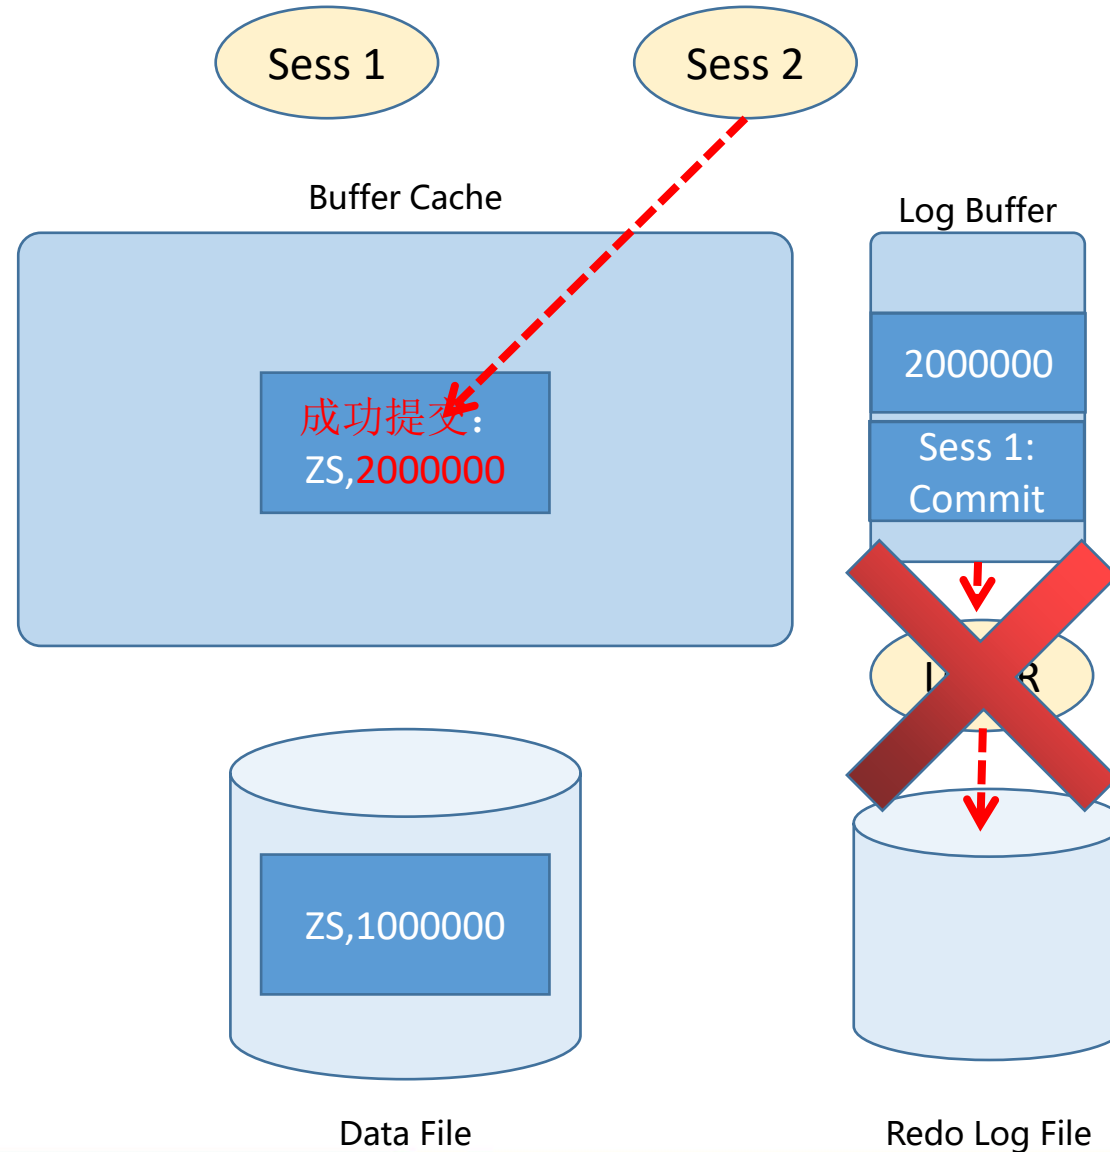 Sess 1
Sess 2
Buffer Cache
Log Buffer
2000000
成功提交：
ZS,2000000
Sess 1:
Commit
ZS,1000000
Data File
Redo Log File